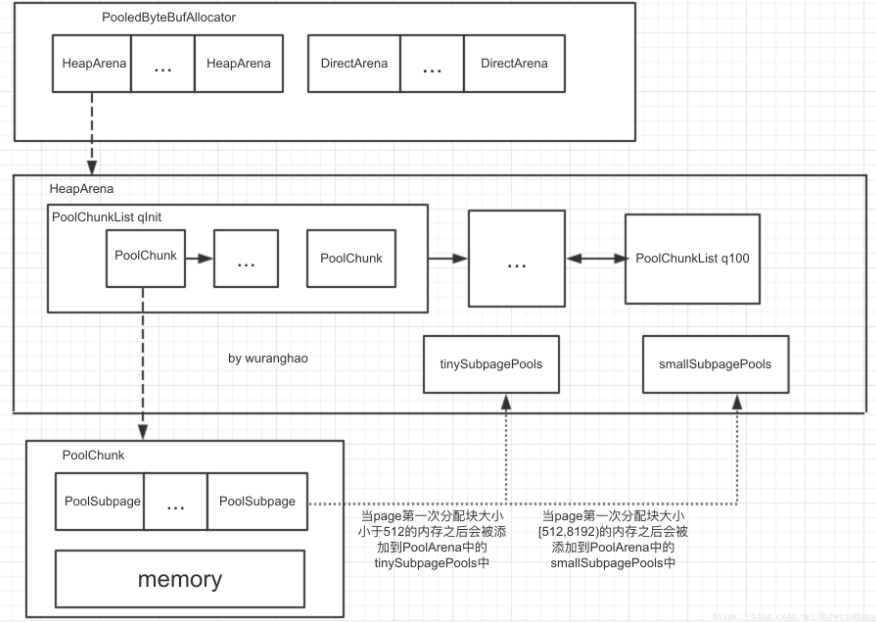 PooledByteBufAllocator
HeapArena
...
HeapArena
DirectArena
...
DirectArena
HeapArena
PoolChunkList qInit
PoolChunk
...
PoolChunk
...
PoolChunkList q100
by wuranghao
tinySubpagePools
smallSubpagePools
PoolChunk
PoolSubpage
...
PoolSubpage
memory
当page第一次分配块大小
小于512的内存之后会被添
加到PoolArena中的
tinySubpagePools中
当page第一次分配块大小
[512,8192)的内存之后会被
添加到PoolArena中的
smallSubpagePools中